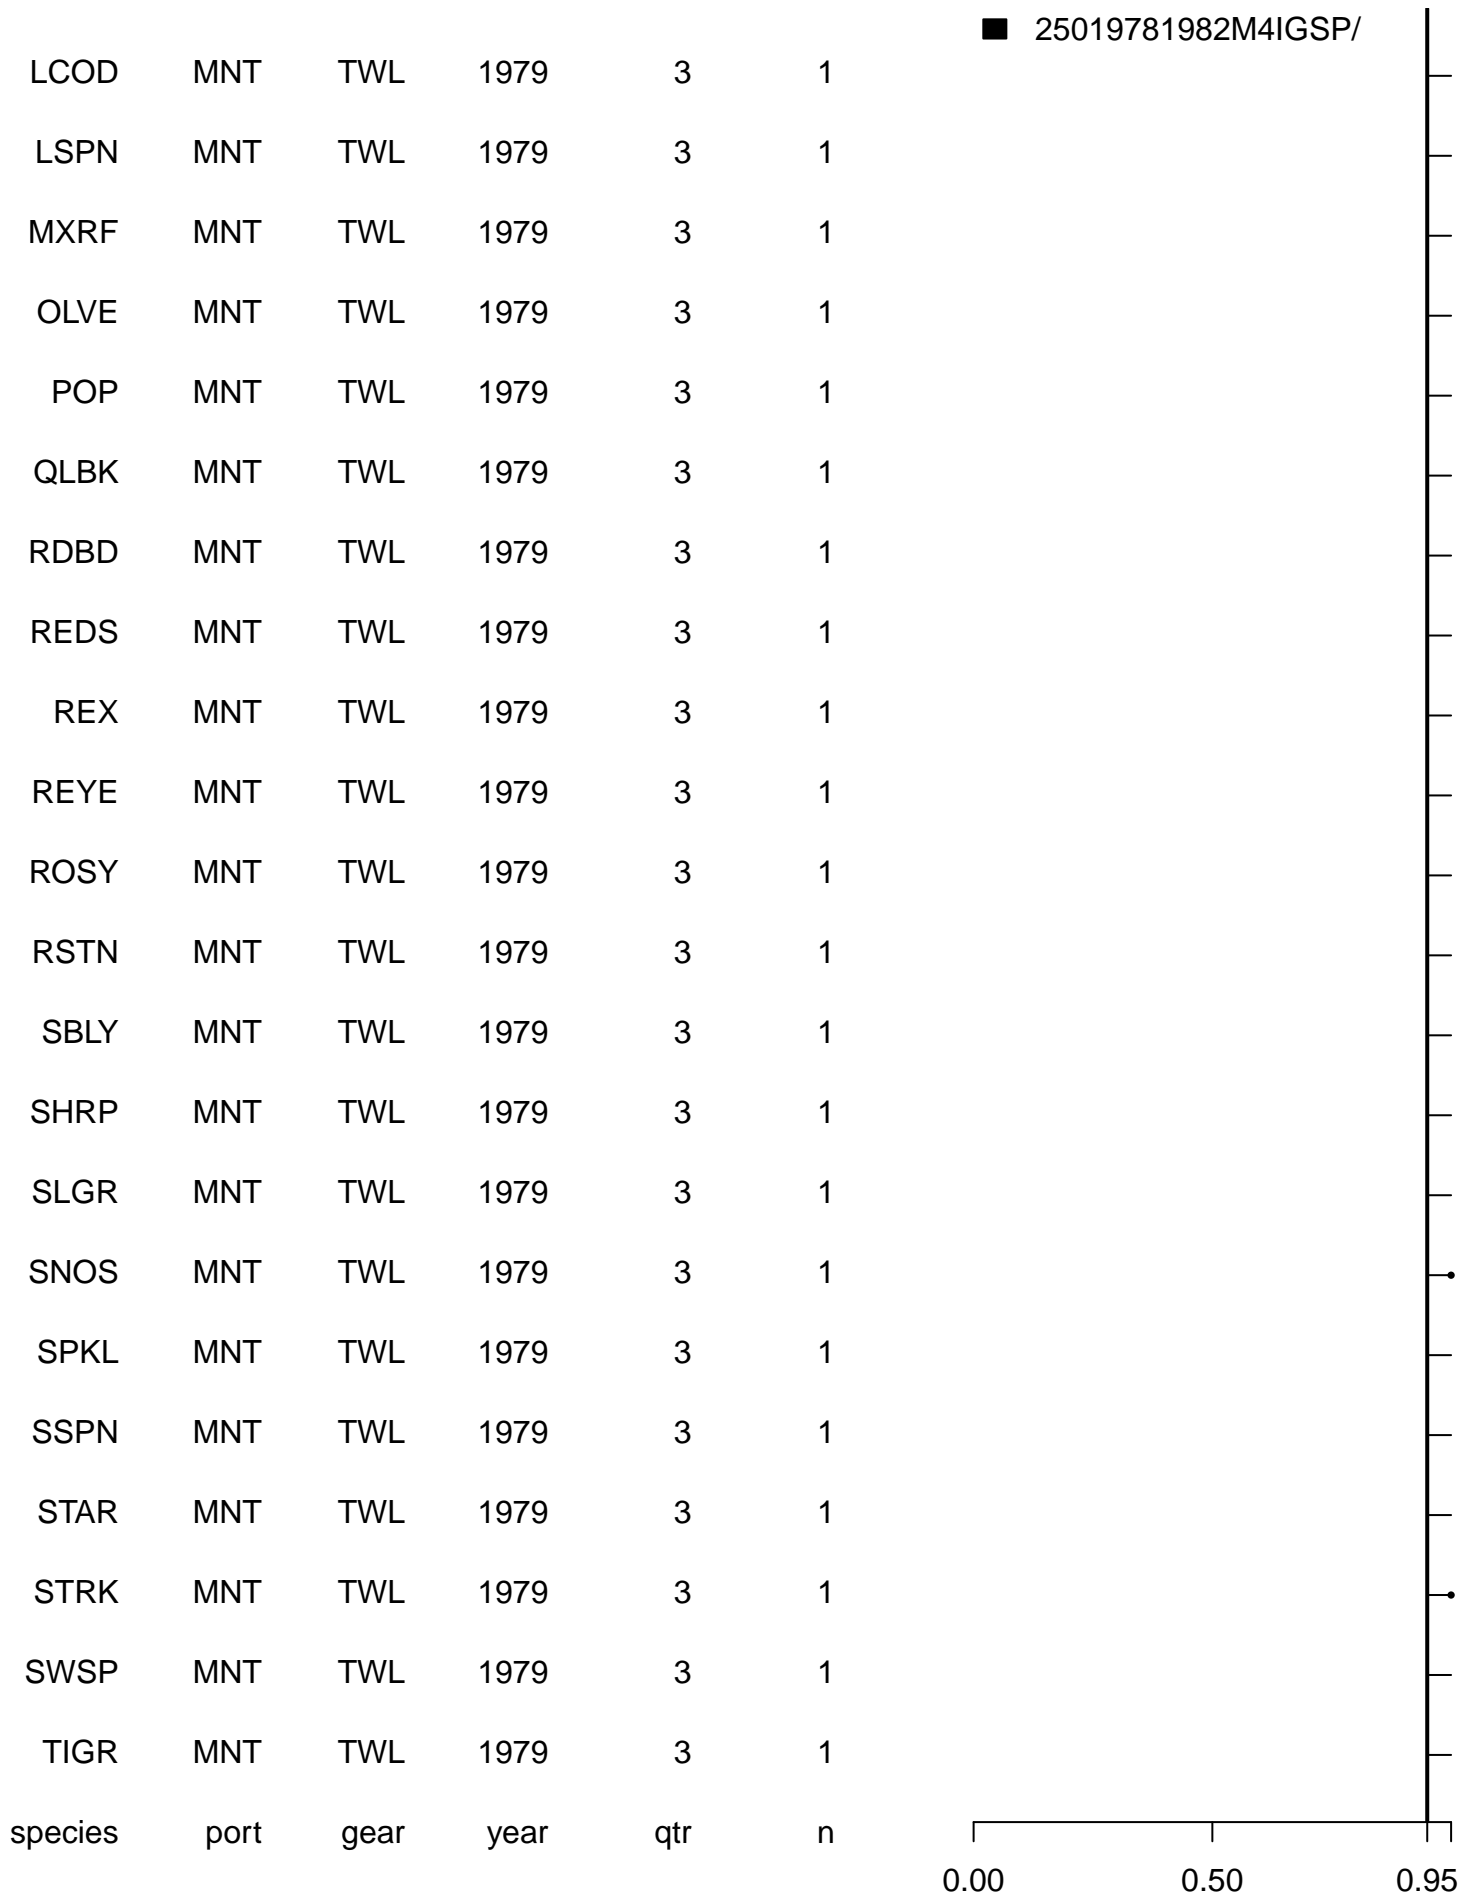 25019781982M4IGSP/
LCOD MNT TWL 1979 3 1
LSPN MNT TWL 1979 3 1
MXRF MNT TWL 1979 3 1
OLVE MNT TWL 1979 3 1
POP MNT TWL 1979 3 1
QLBK MNT TWL 1979 3 1
RDBD MNT TWL 1979 3 1
REDS MNT TWL 1979 3 1
REX MNT TWL 1979 3 1
REYE MNT TWL 1979 3 1
ROSY MNT TWL 1979 3 1
RSTN MNT TWL 1979 3 1
SBLY MNT TWL 1979 3 1
SHRP MNT TWL 1979 3 1
SLGR MNT TWL 1979 3 1
SNOS MNT TWL 1979 3 1
SPKL MNT TWL 1979 3 1
SSPN MNT TWL 1979 3 1
STAR MNT TWL 1979 3 1
STRK MNT TWL 1979 3 1
SWSP MNT TWL 1979 3 1
TIGR MNT TWL 1979 3 1
species port gear year qtr n
0.00 0.50 0.95